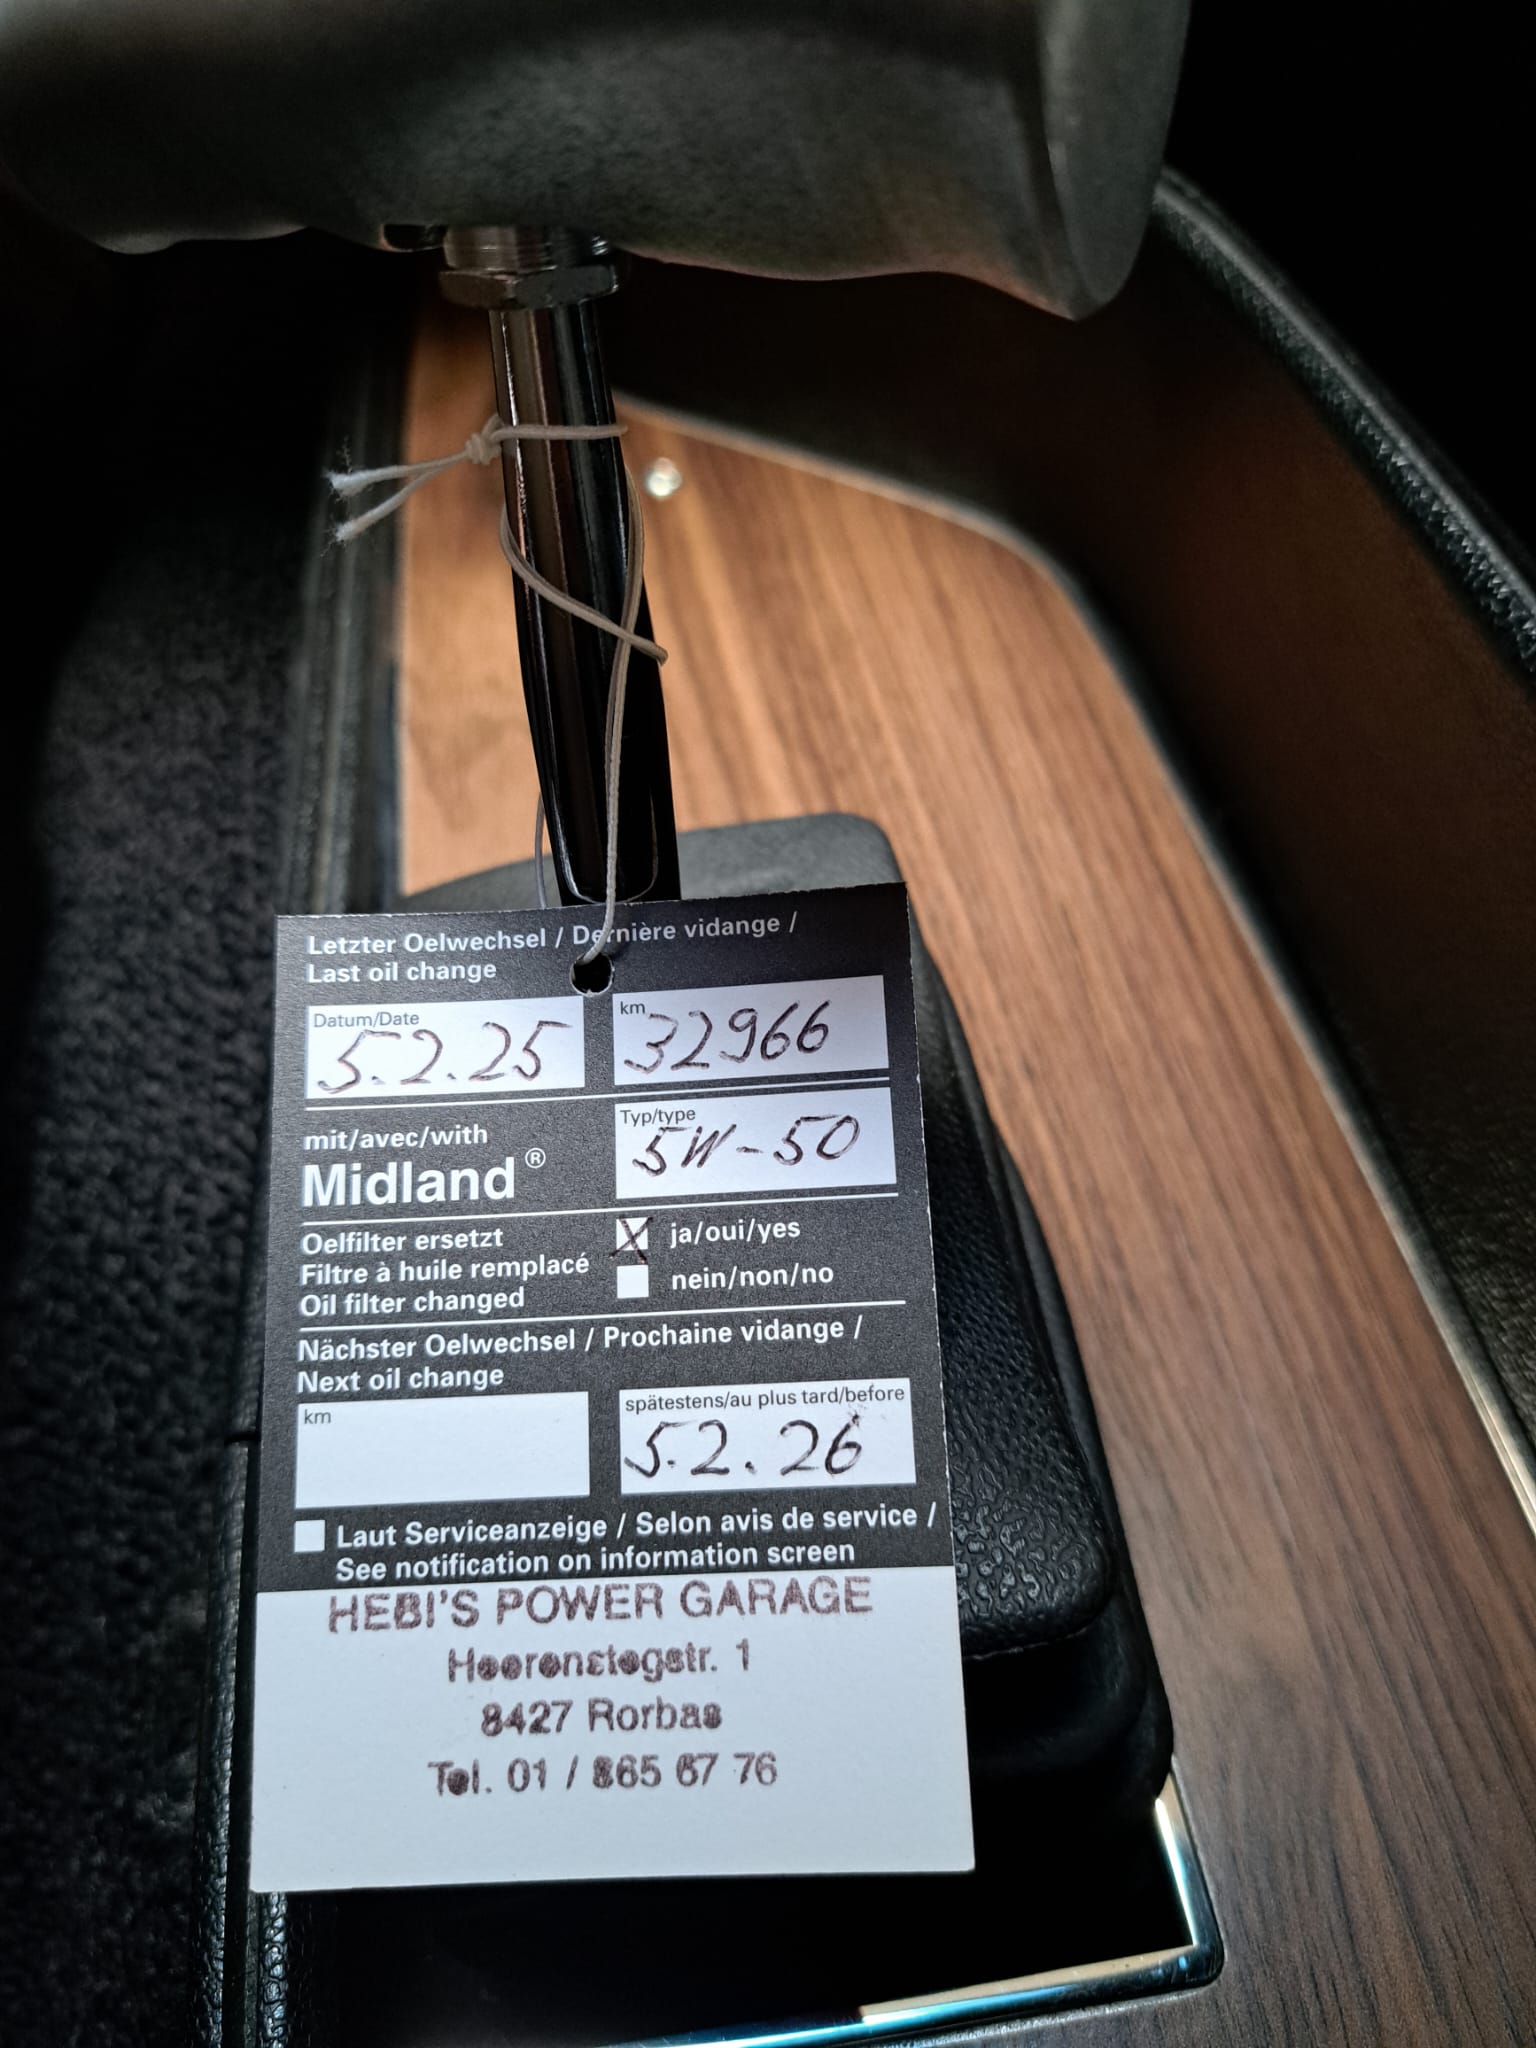 Letzter Oelwechsel / Dernière vidange /
Last oil change
Datum/Date
5.2.25
km
32966
mit/avec/with
Midland®
Typ/type
5W-50
Oelfilter ersetzt
Filtre à huile remplacé
Oil filter changed
ja/oui/yes
nein/non/no
Nächster Oelwechsel / Prochaine vidange /
Next oil change
km
spätestens/au plus tard/before
5.2.26
Laut Serviceanzeige / Selon avis de service /
See notification on information screen
HEBI'S POWER GARAGE
Heerenstegstr. 1
8427 Rorbas
Tel. 01 / 865 67 76